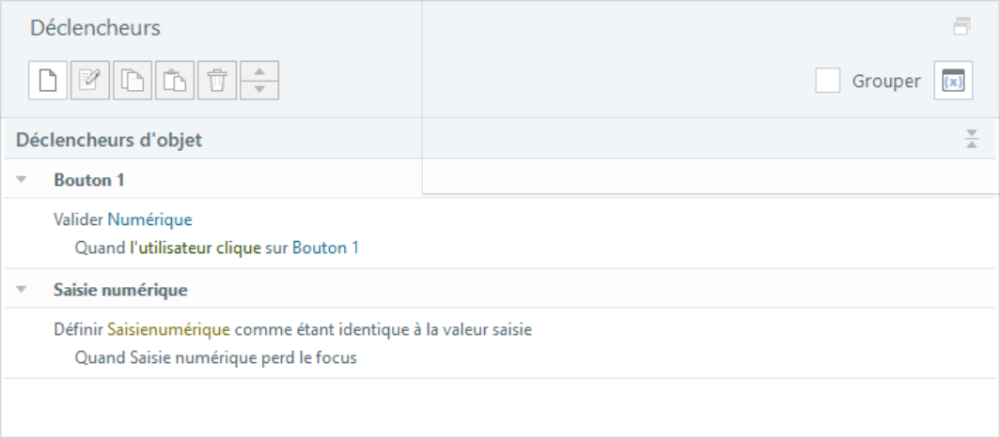 Déclencheurs
Grouper (x)
Déclencheurs d'objet
Bouton 1
Valider Numérique
Quand l'utilisateur clique sur Bouton 1
Saisie numérique
Définir Saisienumérique comme étant identique à la valeur saisie
Quand Saisie numérique perd le focus